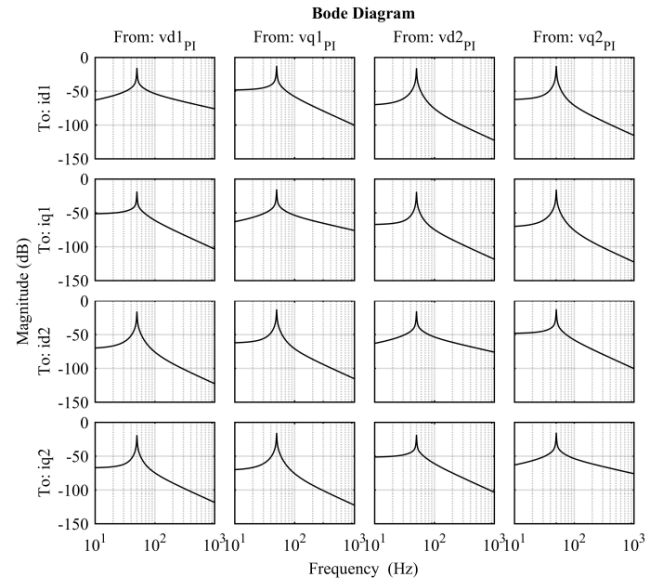 Bode Diagram
From: vd1PI From: vq1PI From: vd2PI From: vq2PI
0
-50
-100
-150
To: id1
0
-50
-100
-150
To: iq1
Magnitude (dB)
0
-50
-100
-150
To: id2
0
-50
-100
-150
To: iq2
10^1 10^2 10^3 10^1 10^2 10^3 10^1 10^2 10^3 10^1 10^2 10^3
Frequency (Hz)